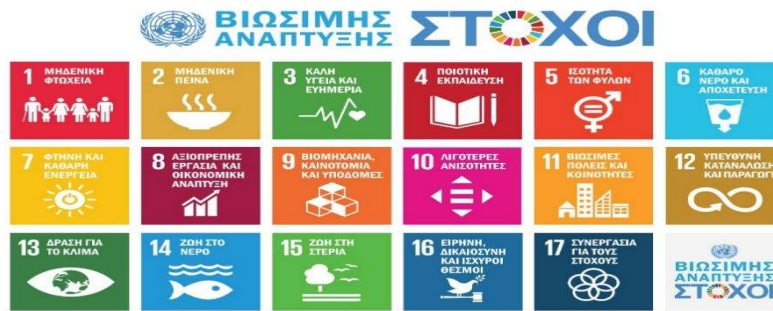 ΒΙΩΣΙΜΗΣ
ΑΝΑΠΤΥΞΗΣ
ΣΤΟΧΟΙ
1 ΜΗΔΕΝΙΚΗ
ΦΤΩΧΕΙΑ
2 ΜΗΔΕΝΙΚΗ
ΠΕΙΝΑ
3 ΚΑΛΗ
ΥΓΕΙΑ ΚΑΙ
ΕΥΗΜΕΡΙΑ
4 ΠΟΙΟΤΙΚΗ
ΕΚΠΑΙΔΕΥΣΗ
5 ΙΣΟΤΗΤΑ
ΤΩΝ ΦΥΛΩΝ
6 ΚΑΘΑΡΟ
ΝΕΡΟ ΚΑΙ
ΑΠΟΧΕΤΕΥΣΗ
7 ΦΤΗΝΗ ΚΑΙ
ΚΑΘΑΡΗ
ΕΝΕΡΓΕΙΑ
8 ΑΞΙΟΠΡΕΠΗΣ
ΕΡΓΑΣΙΑ ΚΑΙ
ΟΙΚΟΝΟΜΙΚΗ
ΑΝΑΠΤΥΞΗ
9 ΒΙΟΜΗΧΑΝΙΑ,
ΚΑΙΝΟΤΟΜΙΑ
ΚΑΙ ΥΠΟΔΟΜΕΣ
10 ΛΙΓΟΤΕΡΕΣ
ΑΝΙΣΟΤΗΤΕΣ
11 ΒΙΩΣΙΜΕΣ
ΠΟΛΕΙΣ ΚΑΙ
ΚΟΙΝΟΤΗΤΕΣ
12 ΥΠΕΥΘΥΝΗ
ΚΑΤΑΝΑΛΩΣΗ
ΚΑΙ ΠΑΡΑΓΩΓ
13 ΔΡΑΣΗ ΓΙΑ
ΤΟ ΚΛΙΜΑ
14 ΖΩΗ ΣΤΟ
ΝΕΡΟ
15 ΖΩΗ ΣΤΗ
ΣΤΕΡΙΑ
16 ΕΙΡΗΝΗ,
ΔΙΚΑΙΟΣΥΝΗ
ΚΑΙ ΙΣΧΥΡΟΙ
ΘΕΣΜΟΙ
17 ΣΥΝΕΡΓΑΣΙΑ
ΓΙΑ ΤΟΥΣ
ΣΤΟΧΟΥΣ
ΒΙΩΣΙΜΗΣ
ΑΝΑΠΤΥΞΗΣ
ΣΤΟΧΟΙ